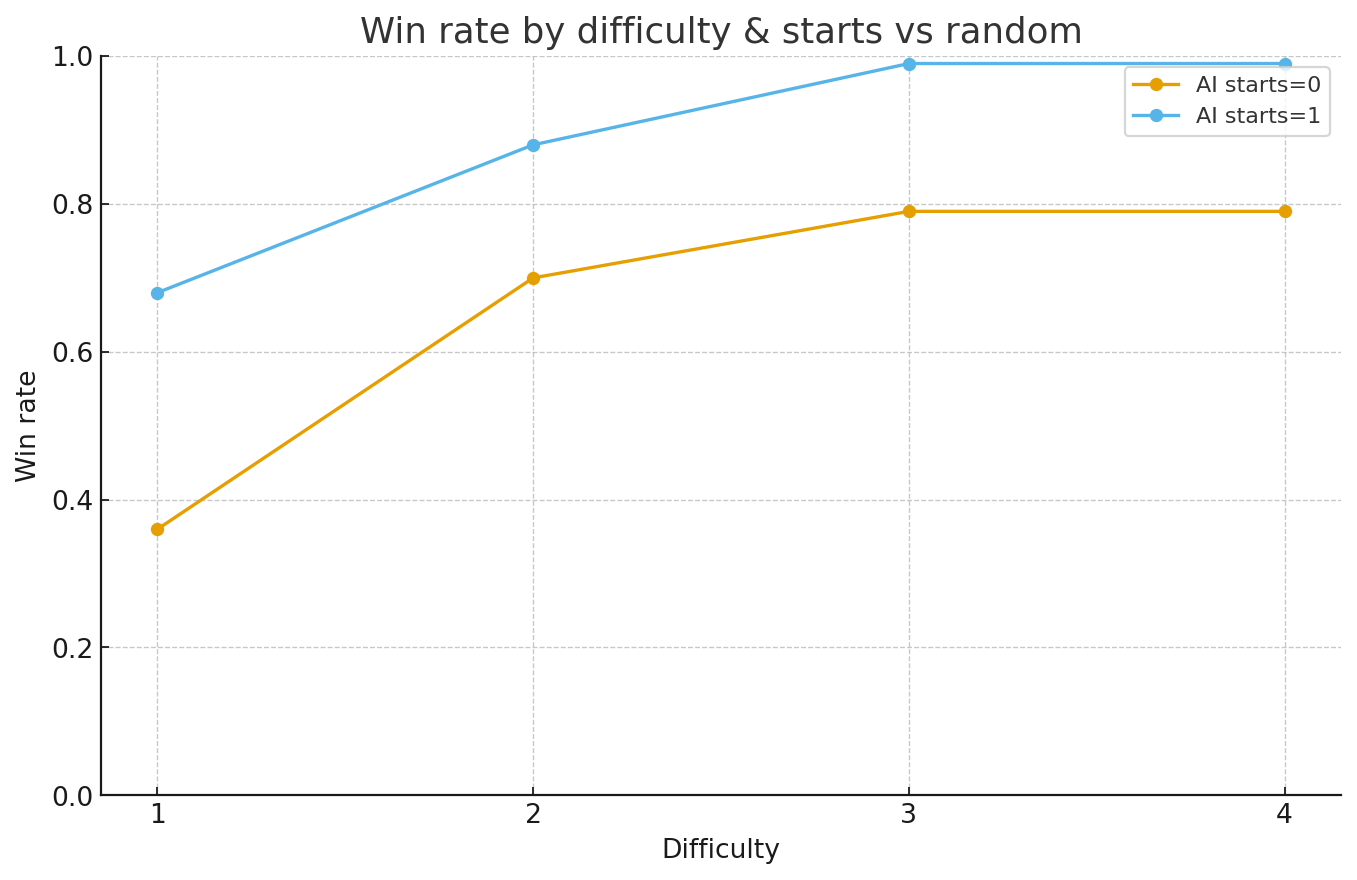 Win rate by difficulty & starts vs random
1.0
0.8
0.6
0.4
0.2
0.0
Win rate
AI starts=0
AI starts=1
1 2 3 4
Difficulty